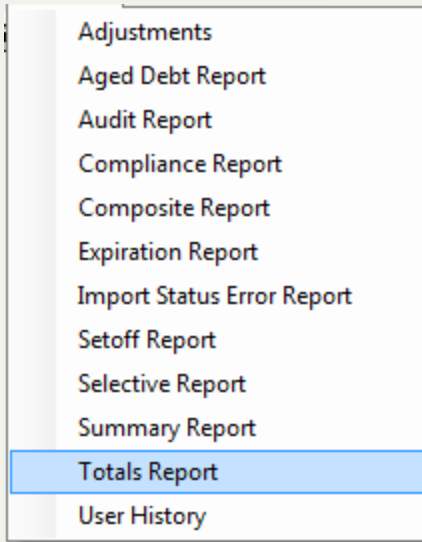 Adjustments
Aged Debt Report
Audit Report
Compliance Report
Composite Report
Expiration Report
Import Status Error Report
Setoff Report
Selective Report
Summary Report
Totals Report
User History